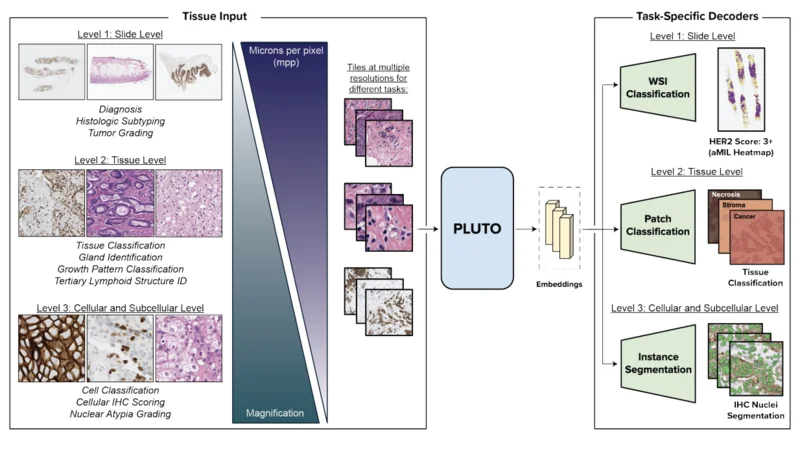 Tissue Input
Level 1: Slide Level
Diagnosis
Histologic Subtyping
Tumor Grading
Level 2: Tissue Level
Tissue Classification
Gland Identification
Growth Pattern Classification
Tertiary Lymphoid Structure ID
Level 3: Cellular and Subcellular Level
Cell Classification
Cellular IHC Scoring
Nuclear Atypia Grading
Microns per pixel
(mpp)
Magnification
Tiles at multiple
resolutions for
different tasks:
PLUTO
Embeddings
Task-Specific Decoders
Level 1: Slide Level
WSI
Classification
HER2 Score: 3+
(aMIL Heatmap)
Level 2: Tissue Level
Patch
Classification
Necrosis
Stroma
Cancer
Tissue
Classification
Level 3: Cellular and Subcellular Level
Instance
Segmentation
IHC Nuclei
Segmentation